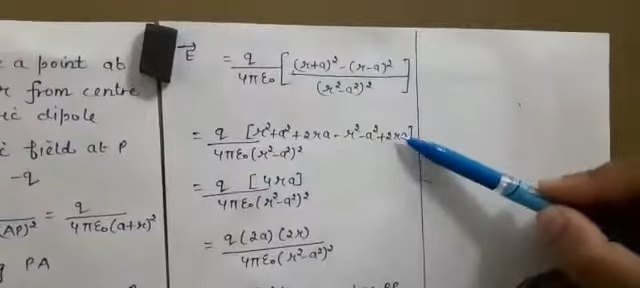 e a point at
r from centre
ic dipole
ic field at P
-q
(AP)² = q / 4πε₀(a+r)²
g PA
E⃗ = q / 4πε₀ [ (r+a)² - (r-a)² / (r²-a²)² ]
= q [r²+a²+2ra - r²-a²+2ra] / 4πε₀(r²-a²)²
= q [4ra] / 4πε₀(r²-a²)²
= q(2a)(2r) / 4πε₀(r²-a²)²